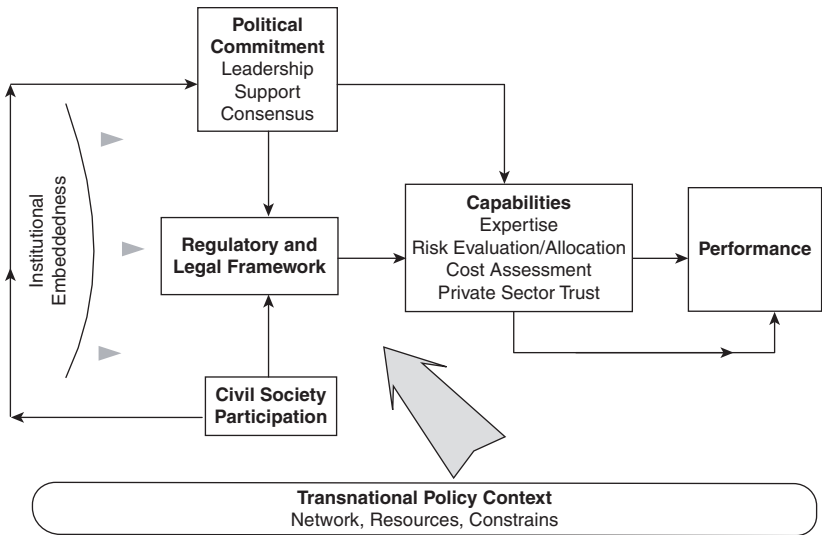 Political
Commitment
Leadership
Support
Consensus
Institutional
Embeddedness
Regulatory and
Legal Framework
Capabilities
Expertise
Risk Evaluation/Allocation
Cost Assessment
Private Sector Trust
Performance
Civil Society
Participation
Transnational Policy Context
Network, Resources, Constrains